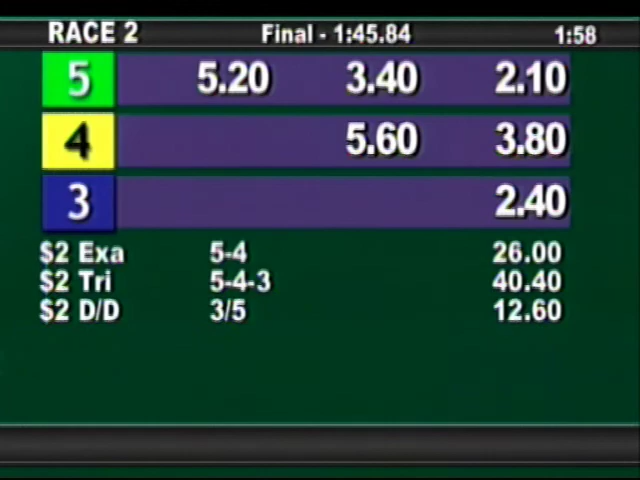 RACE 2 Final - 1:45.84 1:58
5 5.20 3.40 2.10
4 5.60 3.80
3 2.40
$2 Exa 5-4 26.00
$2 Tri 5-4-3 40.40
$2 D/D 3/5 12.60